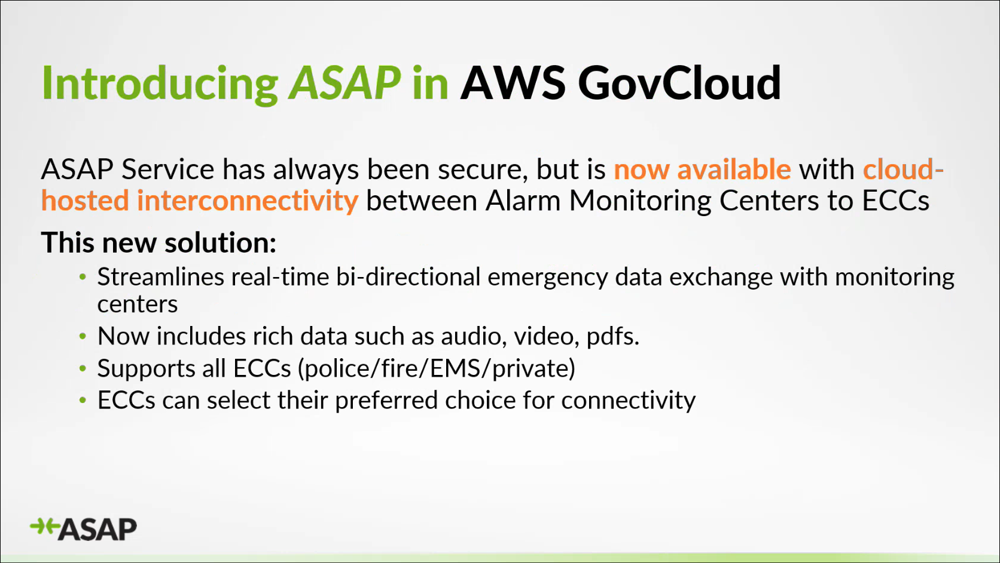 Introducing ASAP in AWS GovCloud
ASAP Service has always been secure, but is now available with cloud-
hosted interconnectivity between Alarm Monitoring Centers to ECCs
This new solution:
• Streamlines real-time bi-directional emergency data exchange with monitoring
centers
• Now includes rich data such as audio, video, pdfs.
• Supports all ECCs (police/fire/EMS/private)
• ECCs can select their preferred choice for connectivity
ASAP